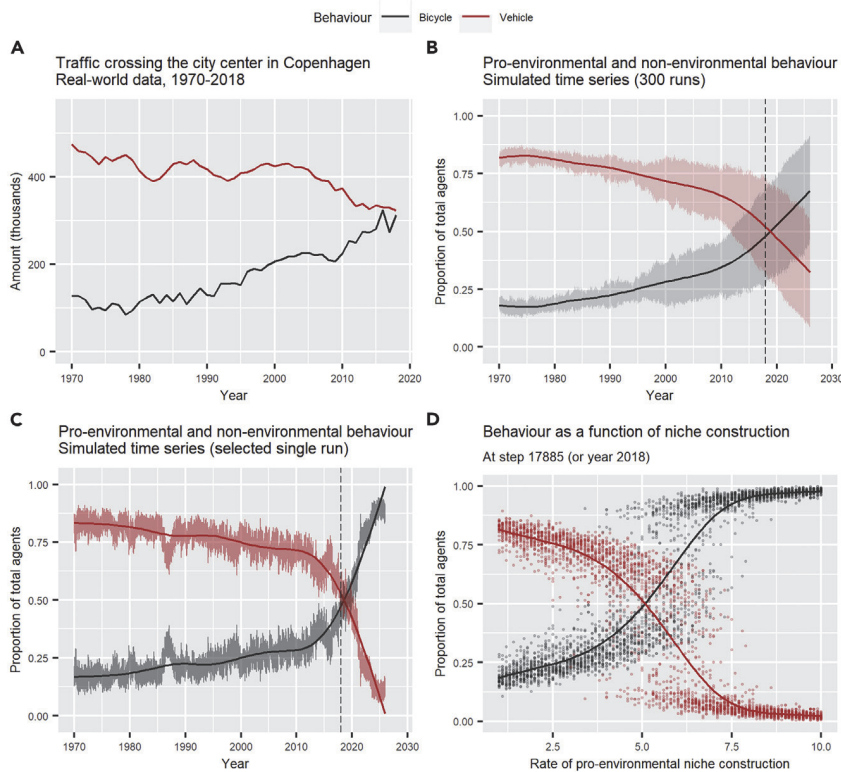 Behaviour Bicycle Vehicle
A
Traffic crossing the city center in Copenhagen
Real-world data, 1970-2018
Amount (thousands)
400
200
0
1970 1980 1990 2000 2010 2020
Year
B
Pro-environmental and non-environmental behaviour
Simulated time series (300 runs)
Proportion of total agents
1.00
0.75
0.50
0.25
0.00
1970 1980 1990 2000 2010 2020 2030
Year
C
Pro-environmental and non-environmental behaviour
Simulated time series (selected single run)
Proportion of total agents
1.00
0.75
0.50
0.25
0.00
1970 1980 1990 2000 2010 2020 2030
Year
D
Behaviour as a function of niche construction
At step 17885 (or year 2018)
Proportion of total agents
1.00
0.75
0.50
0.25
0.00
2.5 5.0 7.5 10.0
Rate of pro-environmental niche construction